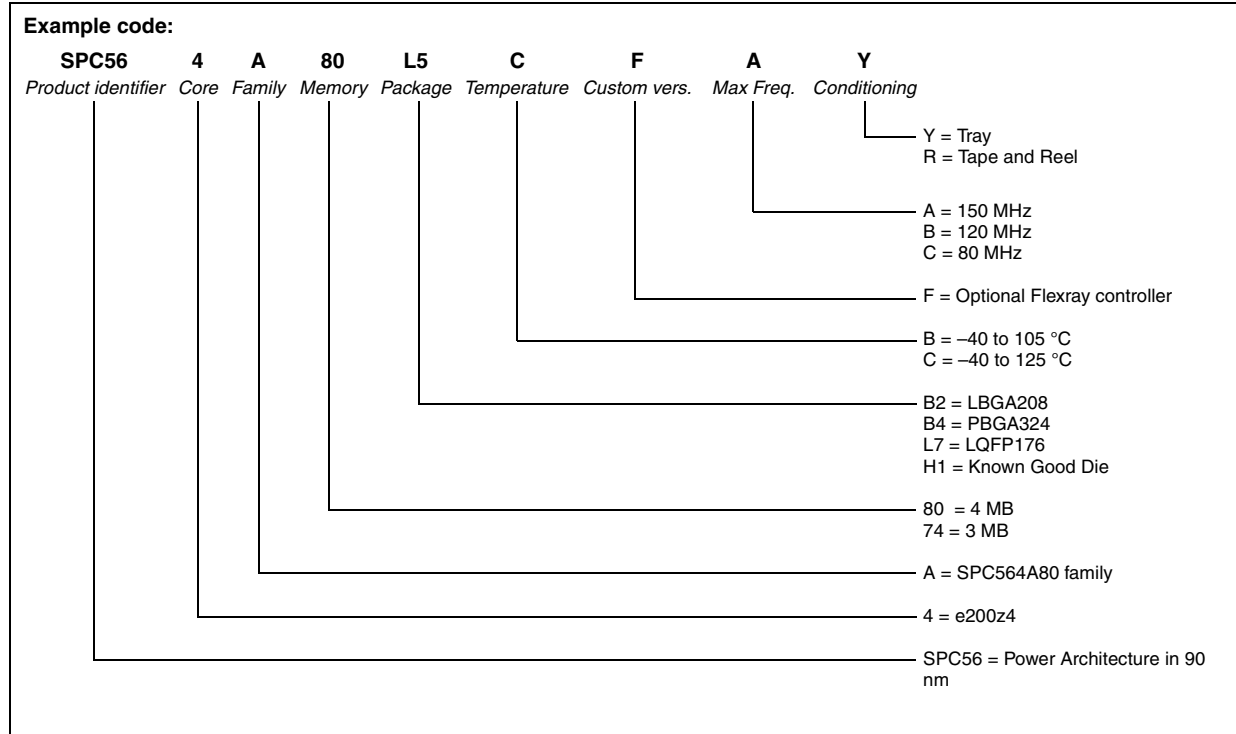 Example code:
SPC56 4 A 80 L5 C F A Y
Product identifier Core Family Memory Package Temperature Custom vers. Max Freq. Conditioning
Y = Tray
R = Tape and Reel
A = 150 MHz
B = 120 MHz
C = 80 MHz
F = Optional Flexray controller
B = –40 to 105 °C
C = –40 to 125 °C
B2 = LBGA208
B4 = PBGA324
L7 = LQFP176
H1 = Known Good Die
80 = 4 MB
74 = 3 MB
A = SPC564A80 family
4 = e200z4
SPC56 = Power Architecture in 90
nm